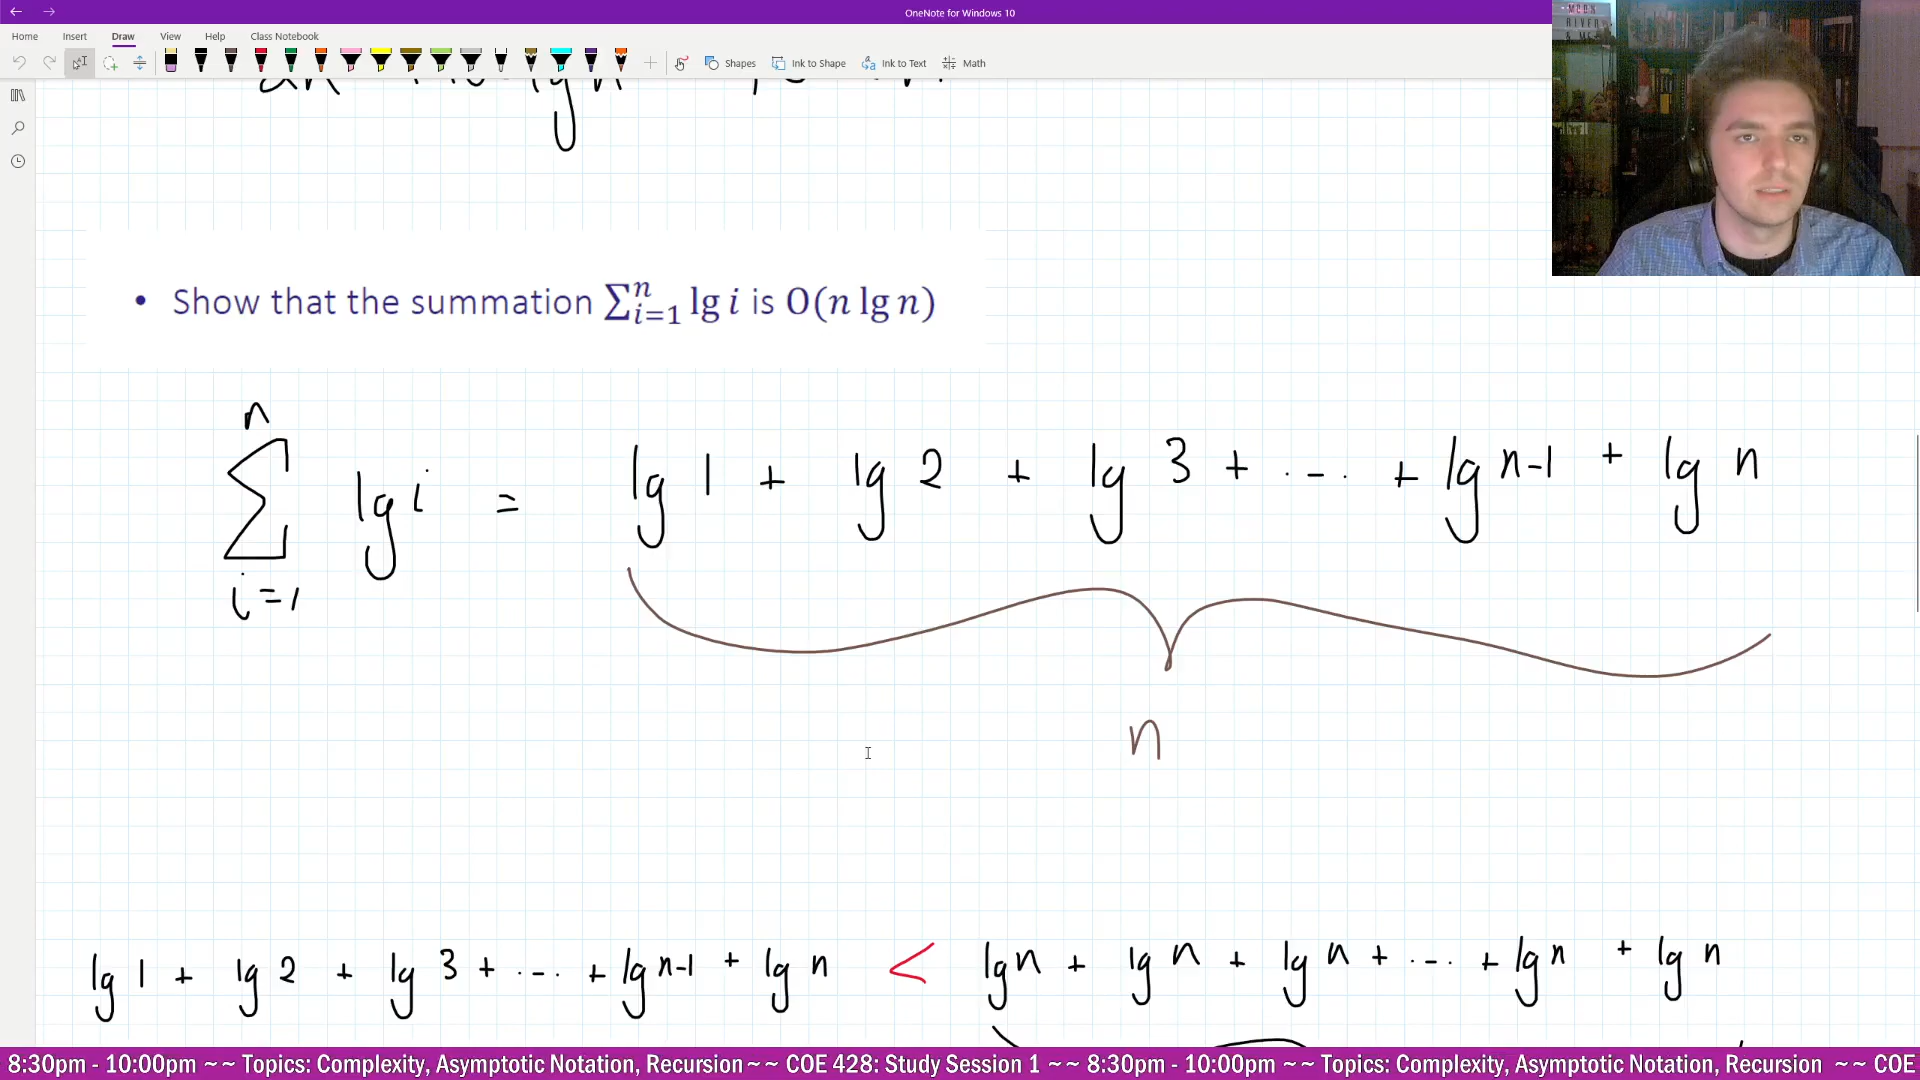 OneNote for Windows 10
Home Insert Draw View Help Class Notebook
Shapes Ink to Shape Ink to Text Math
lg n
• Show that the summation ∑ⁿᵢ₌₁ lg i is O(n lg n)
n
∑ lg i = lg 1 + lg 2 + lg 3 + ... + lg n-1 + lg n
i=1
n
lg 1 + lg 2 + lg 3 + ... + lg n-1 + lg n < lg n + lg n + lg n + ... + lg n + lg n
8:30pm - 10:00pm ~~ Topics: Complexity, Asymptotic Notation, Recursion ~~ COE 428: Study Session 1 ~~ 8:30pm - 10:00pm ~~ Topics: Complexity, Asymptotic Notation, Recursion ~~ COE